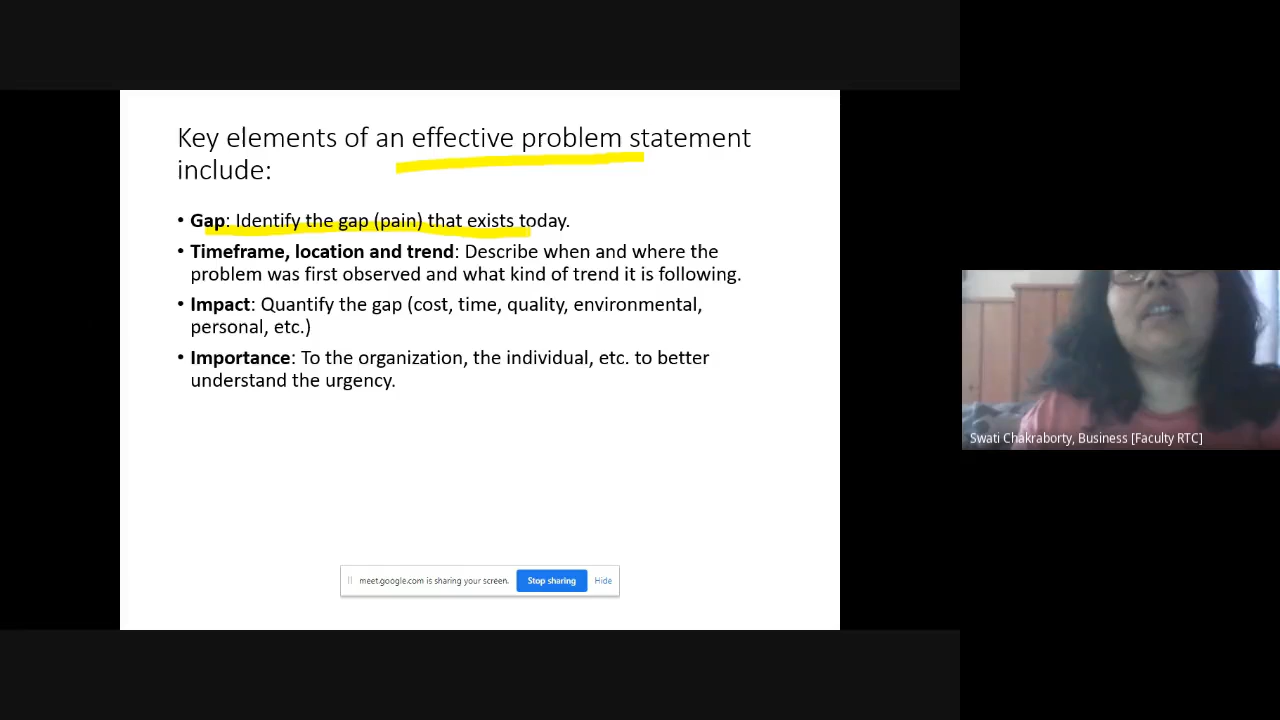 Key elements of an effective problem statement
include:
• Gap: Identify the gap (pain) that exists today.
• Timeframe, location and trend: Describe when and where the
problem was first observed and what kind of trend it is following.
• Impact: Quantify the gap (cost, time, quality, environmental,
personal, etc.)
• Importance: To the organization, the individual, etc. to better
understand the urgency.
Swati Chakraborty, Business [Faculty RTC]
meet.google.com is sharing your screen. Stop sharing Hide